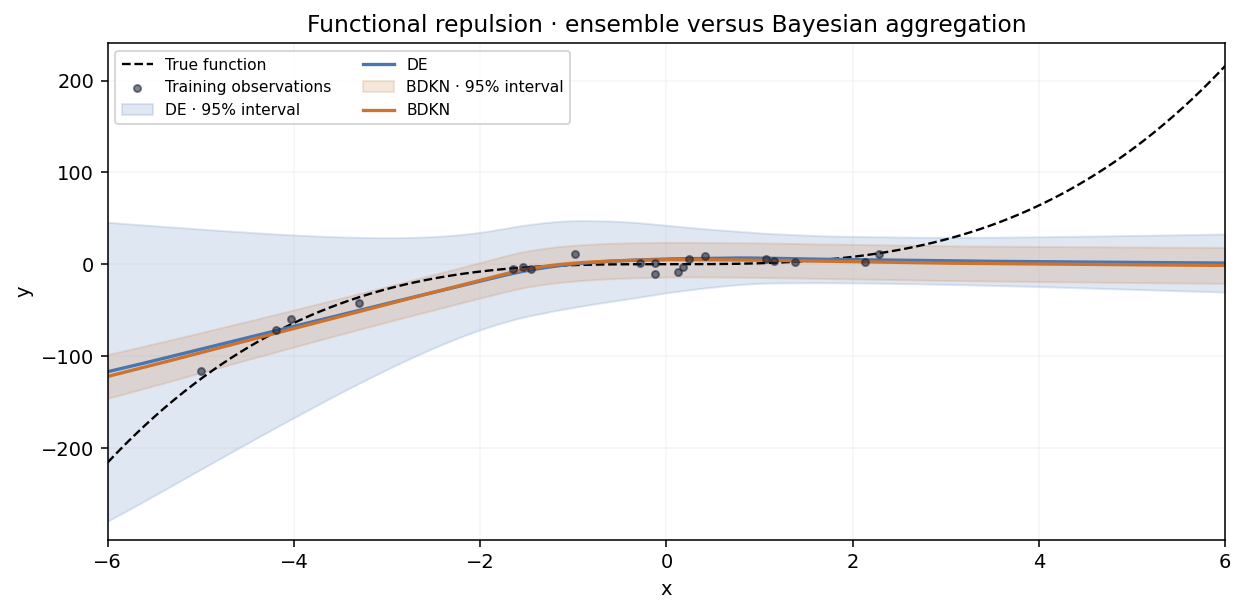 Functional repulsion · ensemble versus Bayesian aggregation
True function
Training observations
DE · 95% interval
DE
BDKN · 95% interval
BDKN
200
100
0
−100
−200
y
−6
−4
−2
0
2
4
6
x